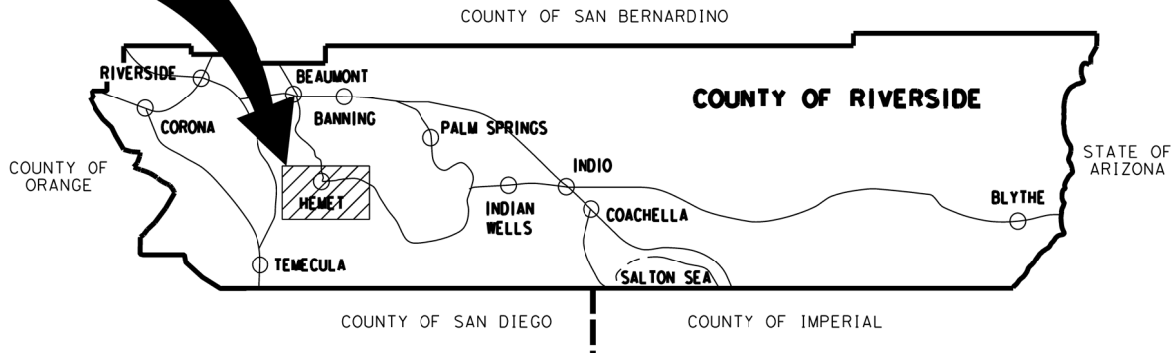 COUNTY OF SAN BERNARDINO
RIVERSIDE
BEAUMONT
COUNTY OF RIVERSIDE
CORONA
BANNING
PALM SPRINGS
COUNTY OF
ORANGE
STATE OF
ARIZONA
INDIO
HEMET
INDIAN
WELLS
COACHELLA
BLYTHE
TEMECULA
SALTON SEA
COUNTY OF SAN DIEGO
COUNTY OF IMPERIAL